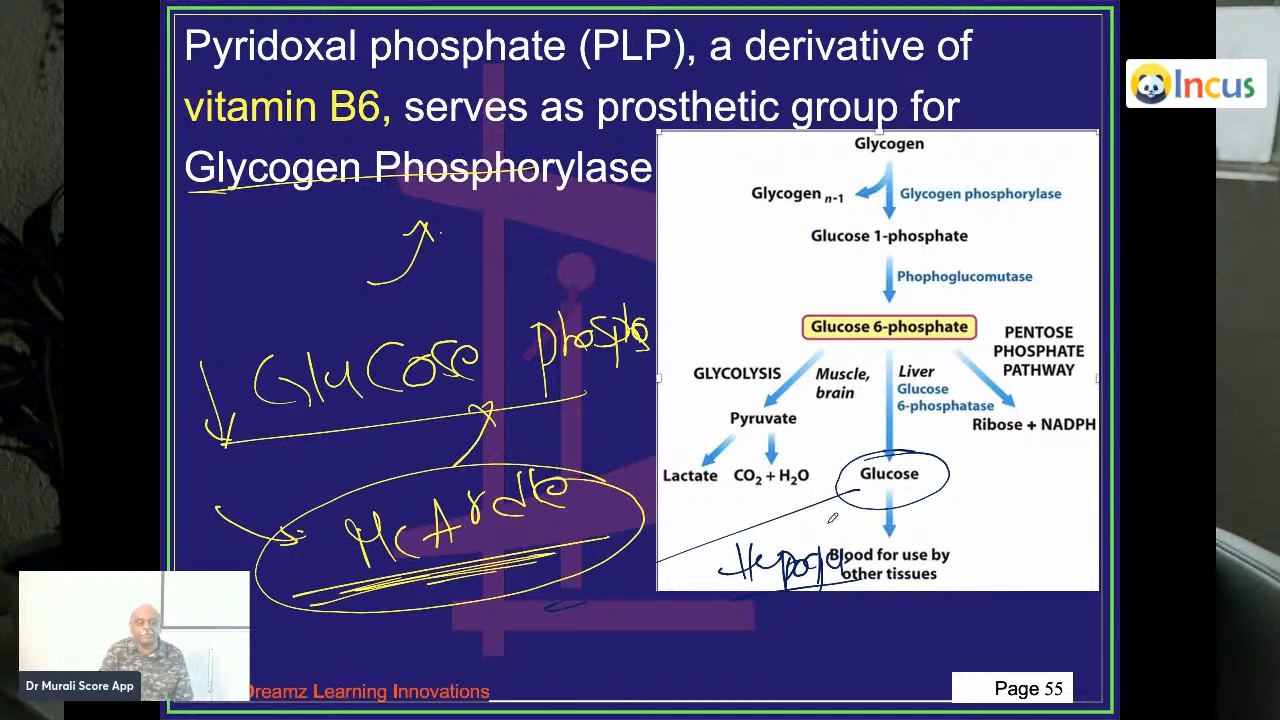 Pyridoxal phosphate (PLP), a derivative of
vitamin B6, serves as prosthetic group for
Glycogen Phosphorylase
Incus
Glycogen
Glycogen n-1
Glycogen phosphorylase
Glucose 1-phosphate
Phophoglucomutase
Glucose 6-phosphate
PENTOSE
PHOSPHATE
PATHWAY
GLYCOLYSIS
Muscle,
brain
Liver
Glucose
6-phosphatase
Pyruvate
Ribose + NADPH
Lactate
CO₂ + H₂O
Glucose
Blood for use by
other tissues
Glucose phospho
McArdle
Hypogl
Dr Murali Score App
Dreamz Learning Innovations
Page 55